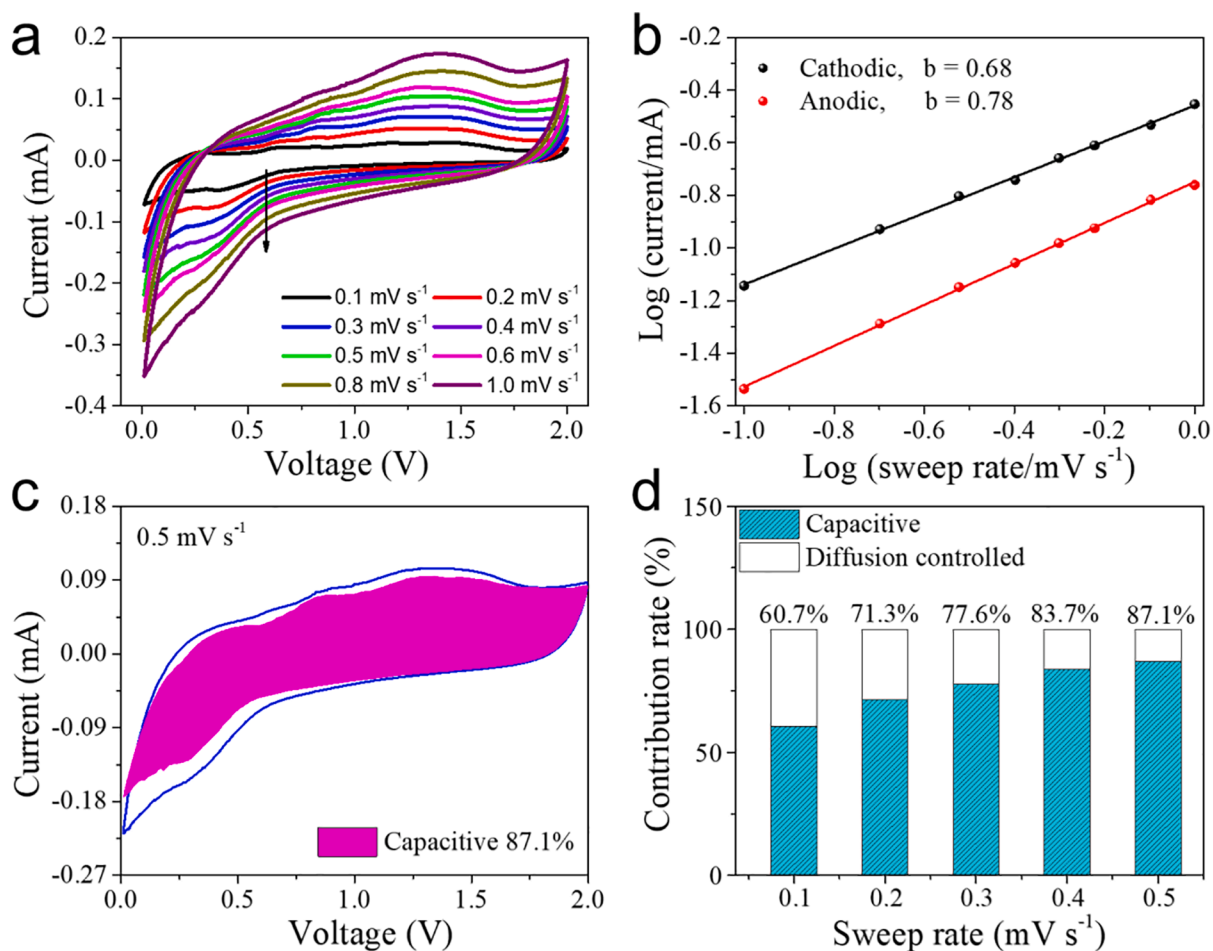 a
0.2
0.1
0.0
-0.1
-0.2
-0.3
-0.4
Current (mA)
0.1 mV s⁻¹ 0.2 mV s⁻¹
0.3 mV s⁻¹ 0.4 mV s⁻¹
0.5 mV s⁻¹ 0.6 mV s⁻¹
0.8 mV s⁻¹ 1.0 mV s⁻¹
0.0 0.5 1.0 1.5 2.0
Voltage (V)
b
-0.2
-0.4
-0.6
-0.8
-1.0
-1.2
-1.4
-1.6
Log (current/mA)
Cathodic, b = 0.68
Anodic, b = 0.78
-1.0 -0.8 -0.6 -0.4 -0.2 0.0
Log (sweep rate/mV s⁻¹)
c
0.18
0.09
0.00
-0.09
-0.18
-0.27
Current (mA)
0.5 mV s⁻¹
Capacitive 87.1%
0.0 0.5 1.0 1.5 2.0
Voltage (V)
d
150
100
50
0
Contribution rate (%)
Capacitive
Diffusion controlled
60.7% 71.3% 77.6% 83.7% 87.1%
0.1 0.2 0.3 0.4 0.5
Sweep rate (mV s⁻¹)